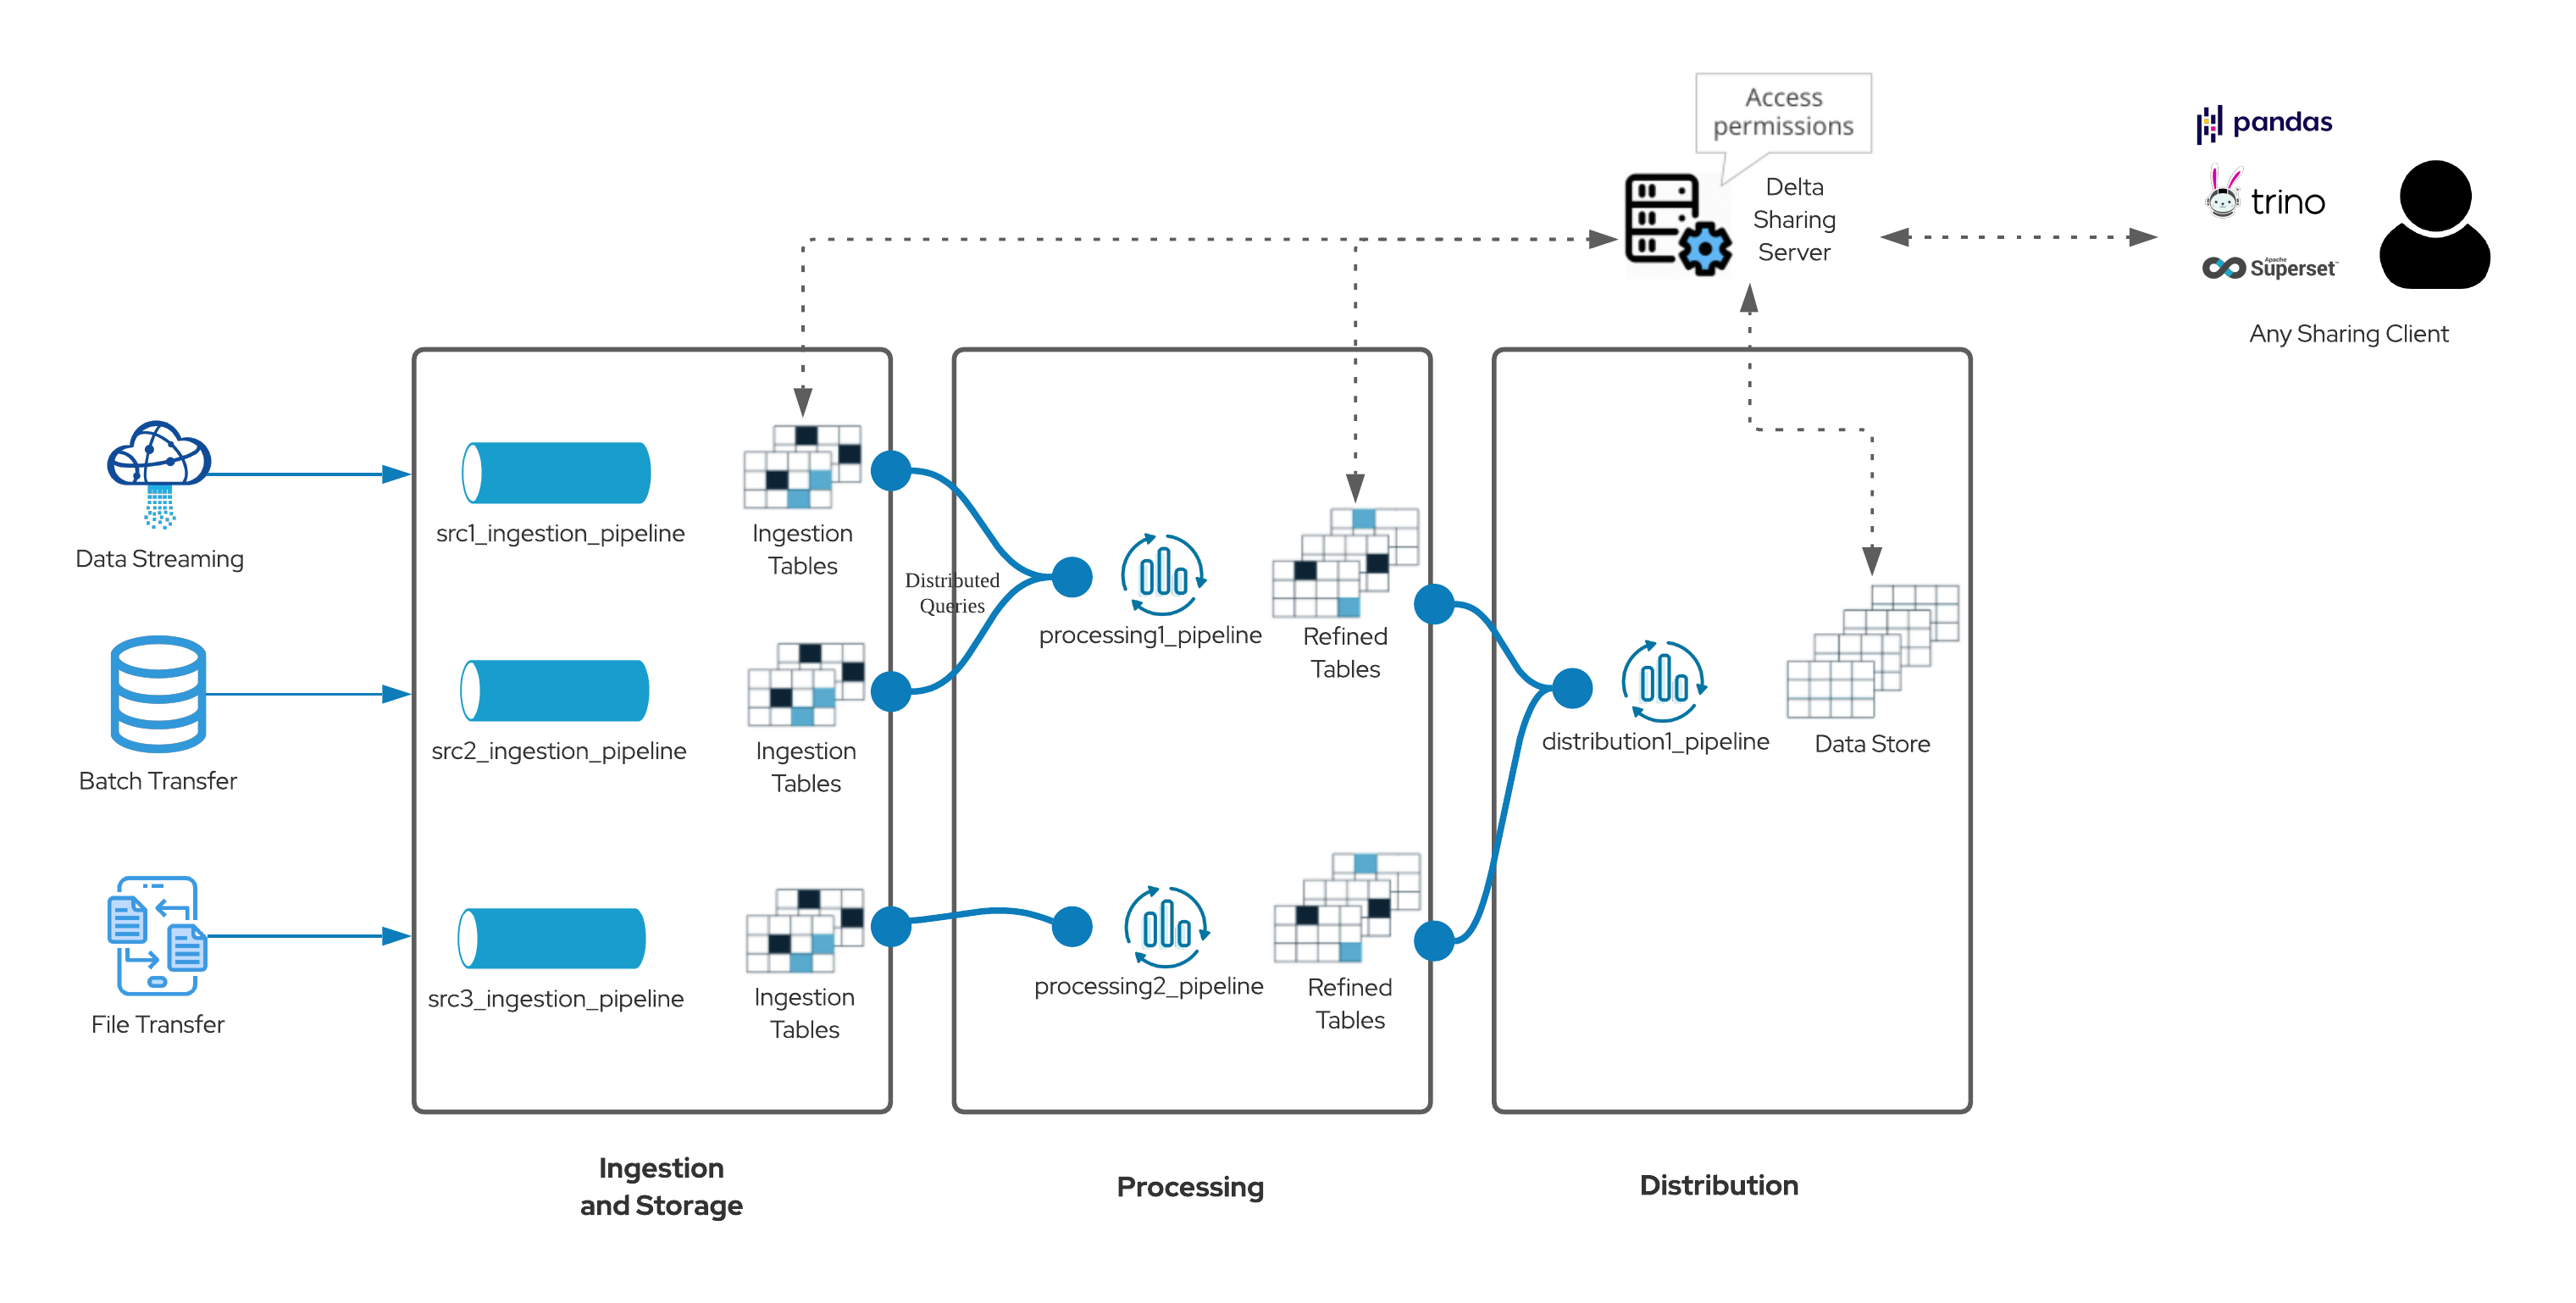 Access
permissions
Delta
Sharing
Server
pandas
trino
Apache
Superset™
Any Sharing Client
Data Streaming
Batch Transfer
File Transfer
src1_ingestion_pipeline
Ingestion
Tables
src2_ingestion_pipeline
Ingestion
Tables
src3_ingestion_pipeline
Ingestion
Tables
Distributed
Queries
processing1_pipeline
Refined
Tables
processing2_pipeline
Refined
Tables
distribution1_pipeline
Data Store
Ingestion
and Storage
Processing
Distribution